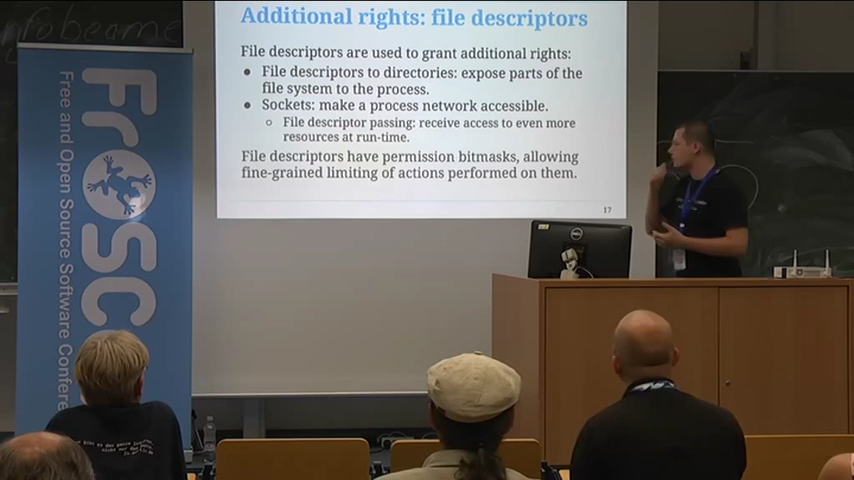 Additional rights: file descriptors
File descriptors are used to grant additional rights:
● File descriptors to directories: expose parts of the
file system to the process.
● Sockets: make a process network accessible.
○ File descriptor passing: receive access to even more
resources at run-time.
File descriptors have permission bitmasks, allowing
fine-grained limiting of actions performed on them.
17
FrOSC
Free and Open Source Software Confere
DELL